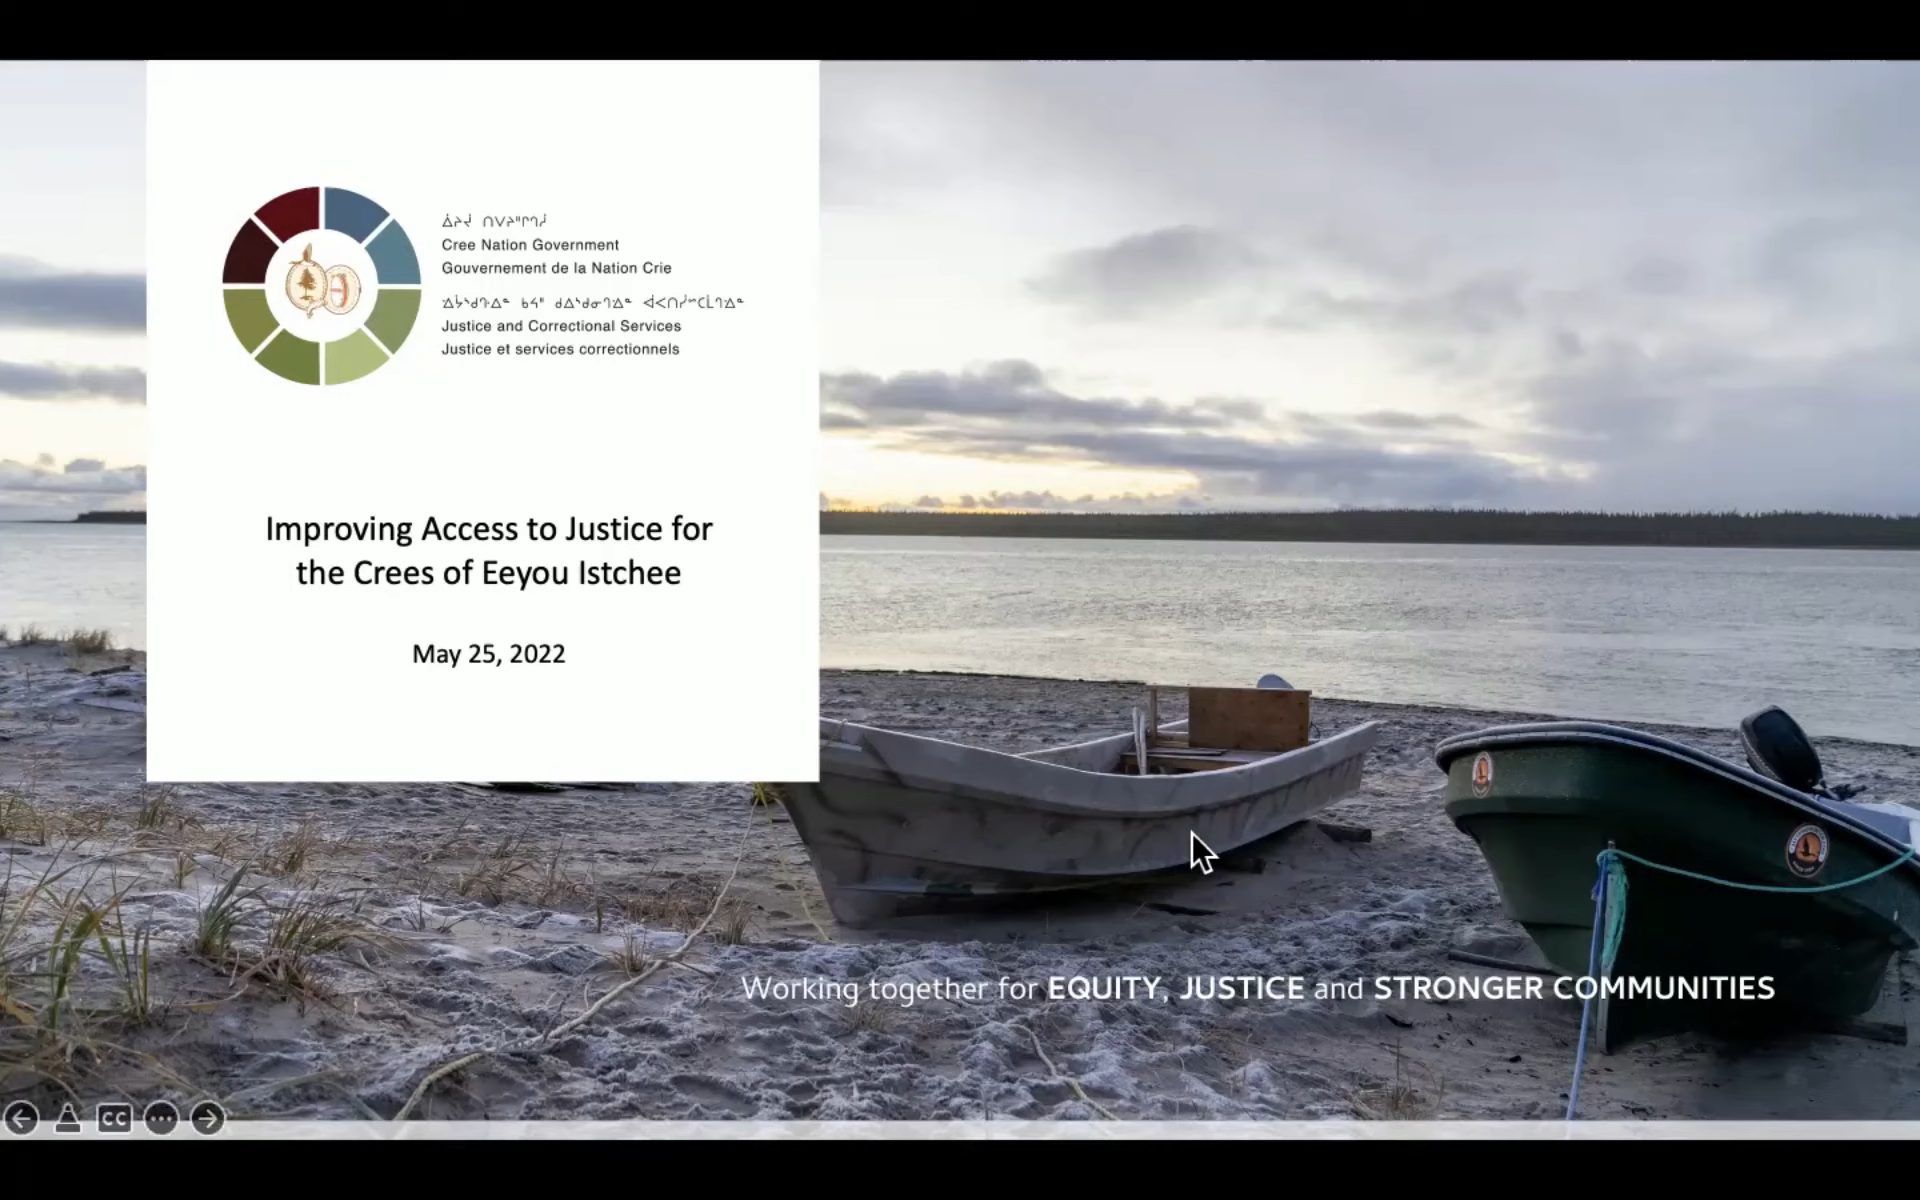 ᐄᔨᔫ ᑎᐯᔨᐦᒋᒉᓲ
Cree Nation Government
Gouvernement de la Nation Crie
Justice and Correctional Services
Justice et services correctionnels
Improving Access to Justice for
the Crees of Eeyou Istchee
May 25, 2022
Working together for EQUITY, JUSTICE and STRONGER COMMUNITIES
CC